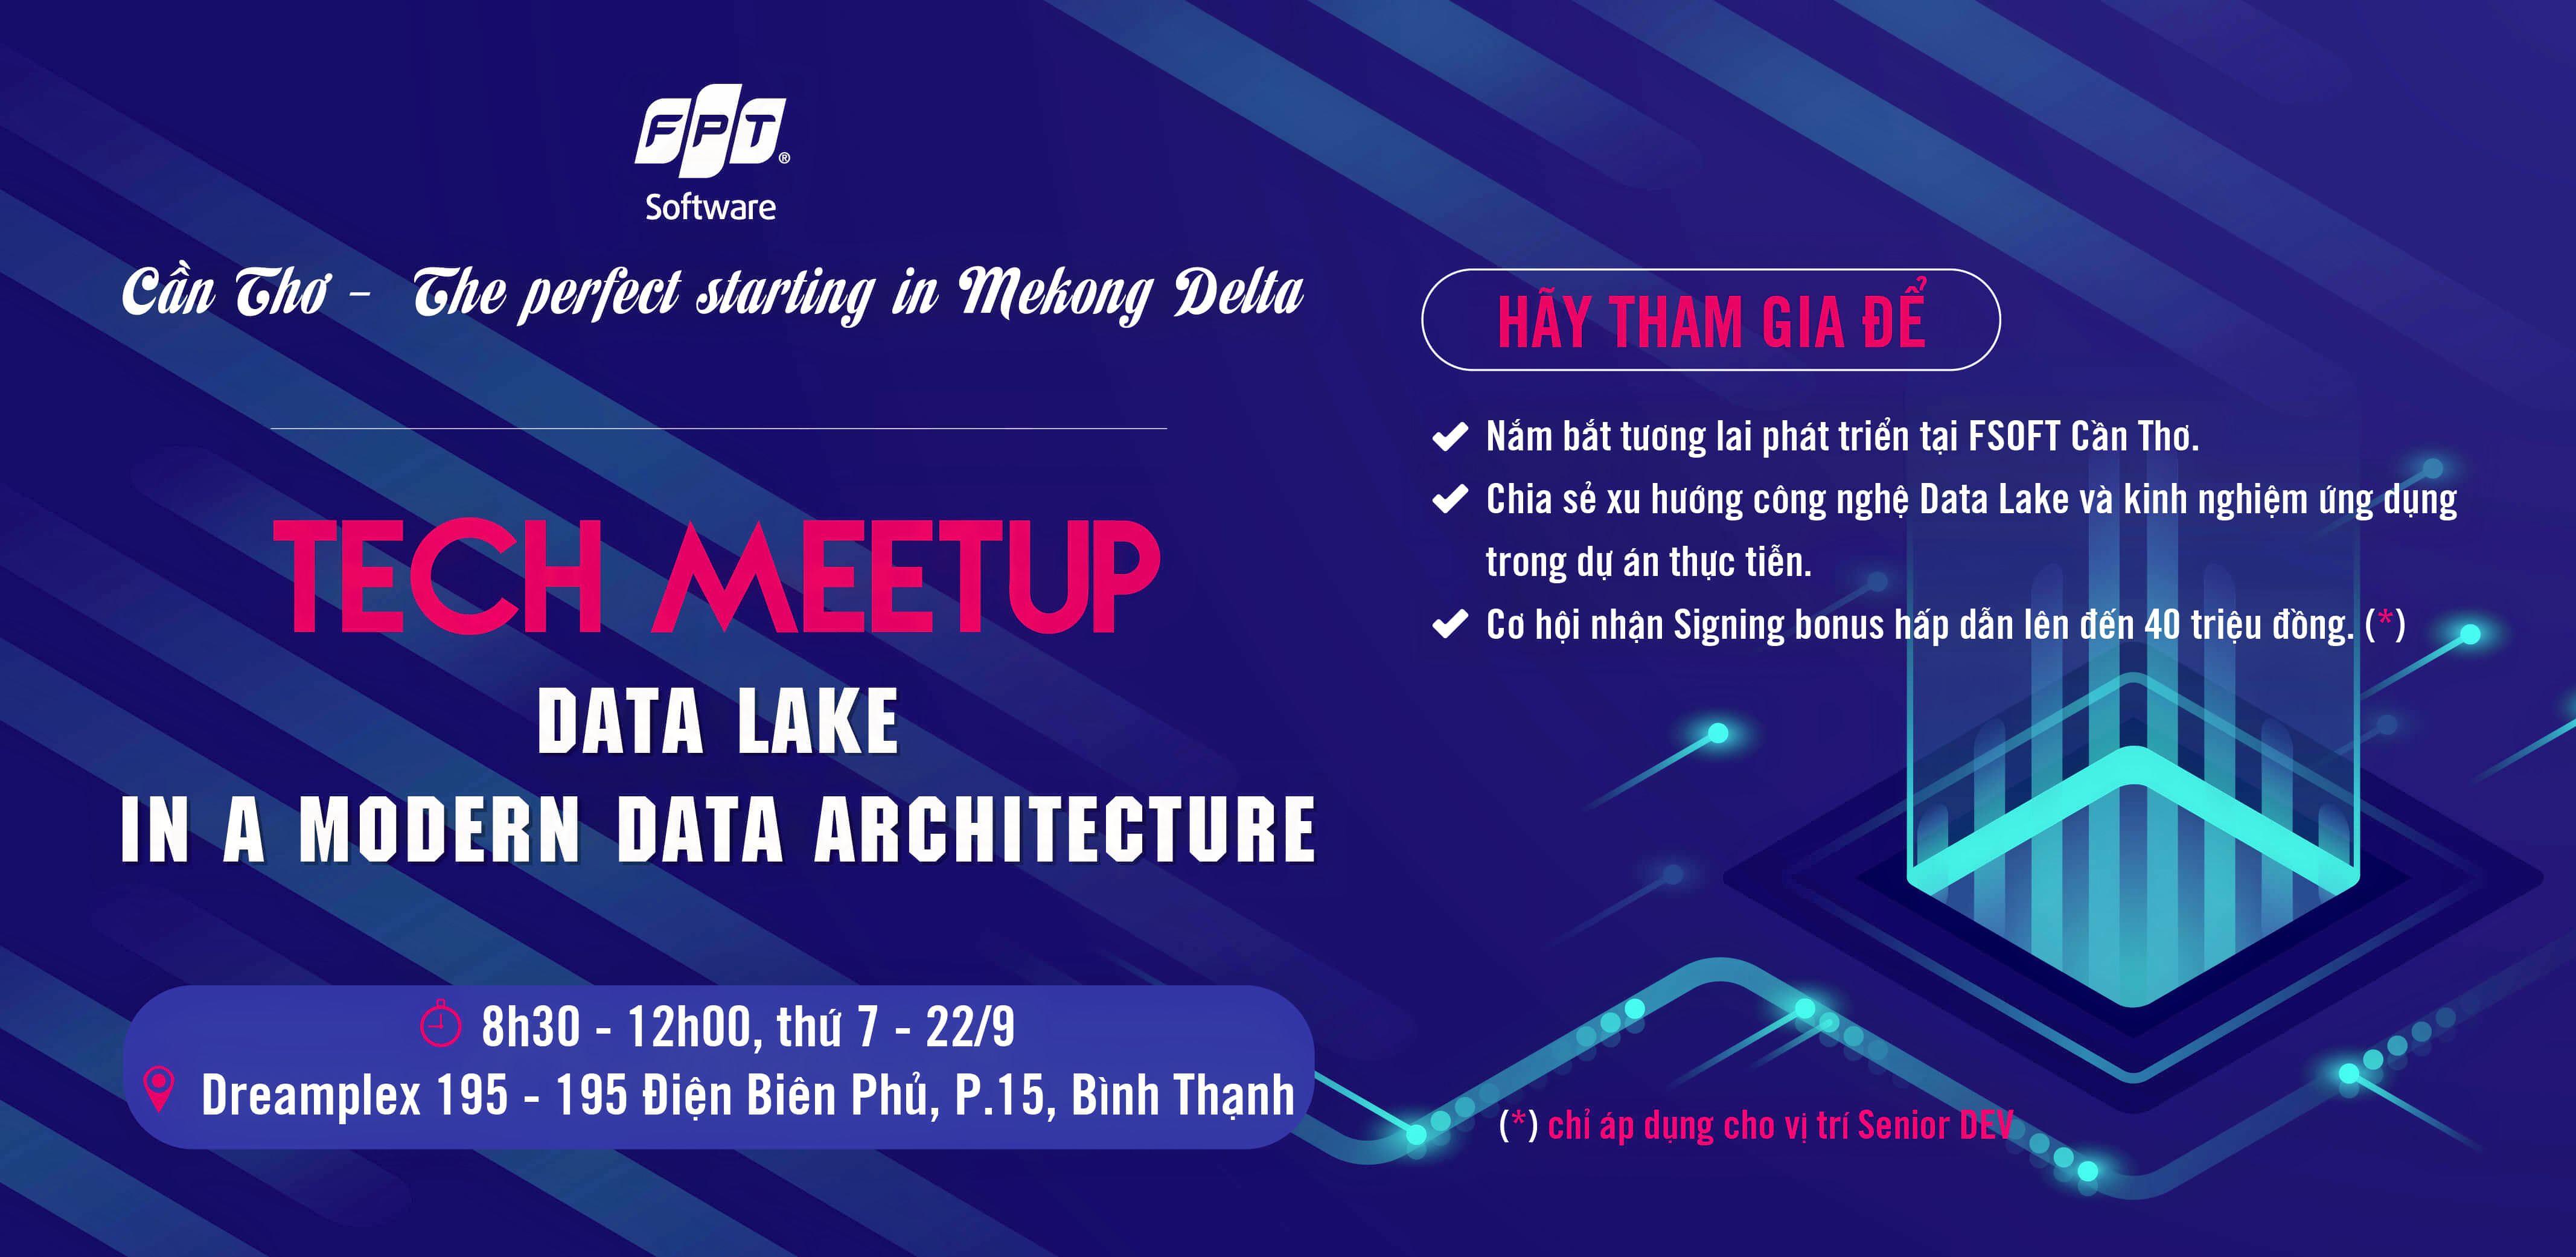 FPT®
Software
Cần Thơ - The perfect starting in Mekong Delta
TECH MEETUP
DATA LAKE
IN A MODERN DATA ARCHITECTURE
8h30 - 12h00, thứ 7 - 22/9
Dreamplex 195 - 195 Điện Biên Phủ, P.15, Bình Thạnh
HÃY THAM GIA ĐỂ
Nắm bắt tương lai phát triển tại FSOFT Cần Thơ.
Chia sẻ xu hướng công nghệ Data Lake và kinh nghiệm ứng dụng
trong dự án thực tiễn.
Cơ hội nhận Signing bonus hấp dẫn lên đến 40 triệu đồng. (*)
(*) chỉ áp dụng cho vị trí Senior DEV